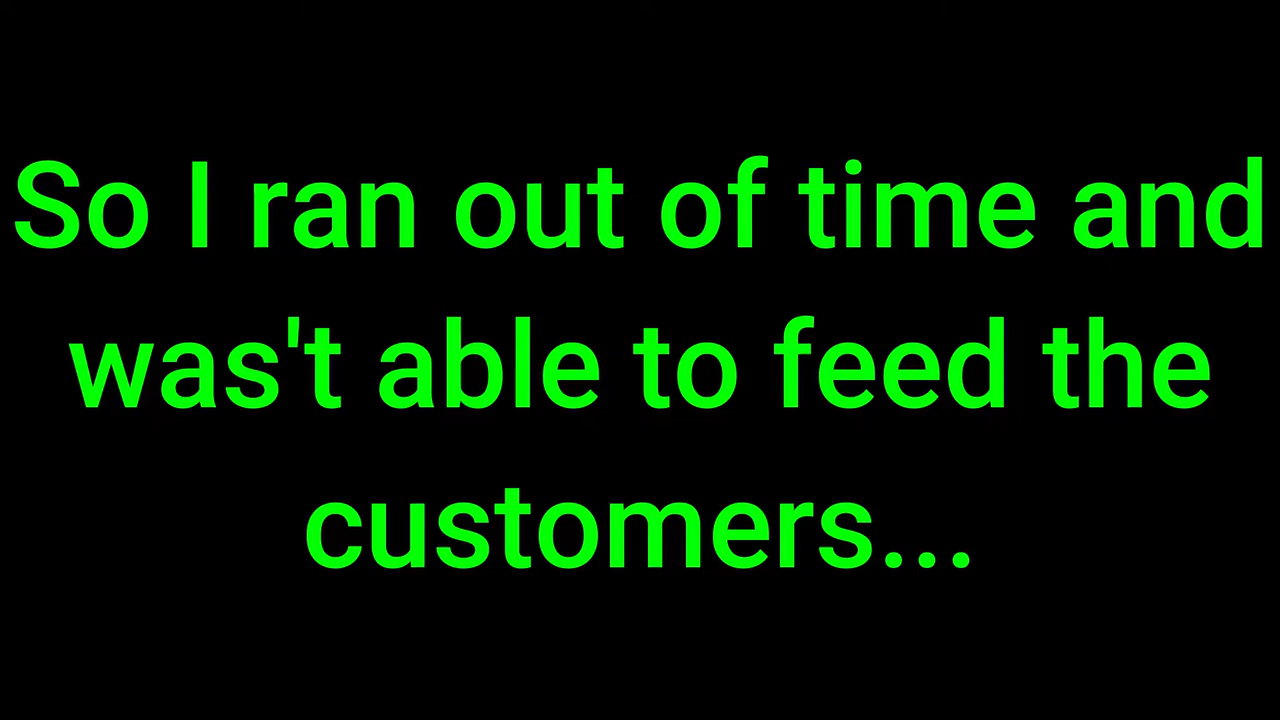 So I ran out of time and
was't able to feed the
customers...